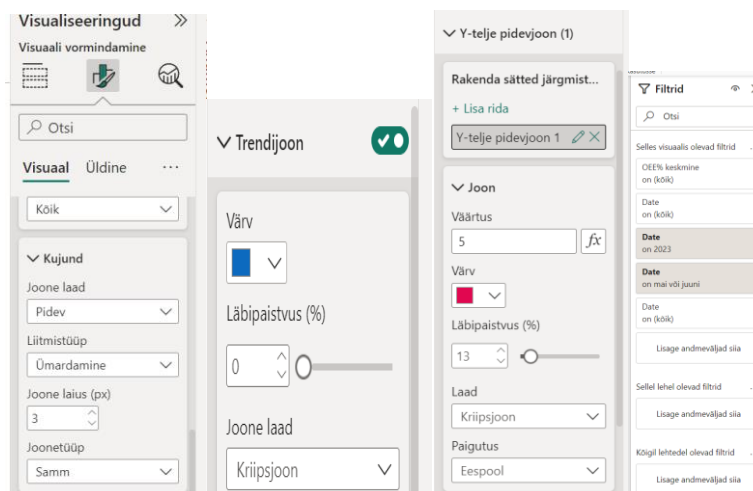 Visualiseeringud
Visuaali vormindamine
Otsi
Visuaal Üldine ...
Kõik
Kujund
Joone laad
Pidev
Liitmistüüp
Ümardamine
Joone laius (px)
3
Joonetüüp
Samm
Trendijoon
Värv
Läbipaistvus (%)
0
Joone laad
Kriipsjoon
Y-telje pidevjoon (1)
Rakenda sätted järgmist...
+ Lisa rida
Y-telje pidevjoon 1
Joon
Väärtus
5 fx
Värv
Läbipaistvus (%)
13
Laad
Kriipsjoon
Paigutus
Eespool
Filtrid
Otsi
Selles visuaalis olevad filtrid
OEE% keskmine
on (kõik)
Date
on (kõik)
Date
on 2023
Date
on mai või juuni
Date
on (kõik)
Lisage andmeväljad siia
Sellel lehel olevad filtrid
Lisage andmeväljad siia
Kõigil lehtedel olevad filtrid
Lisage andmeväljad siia